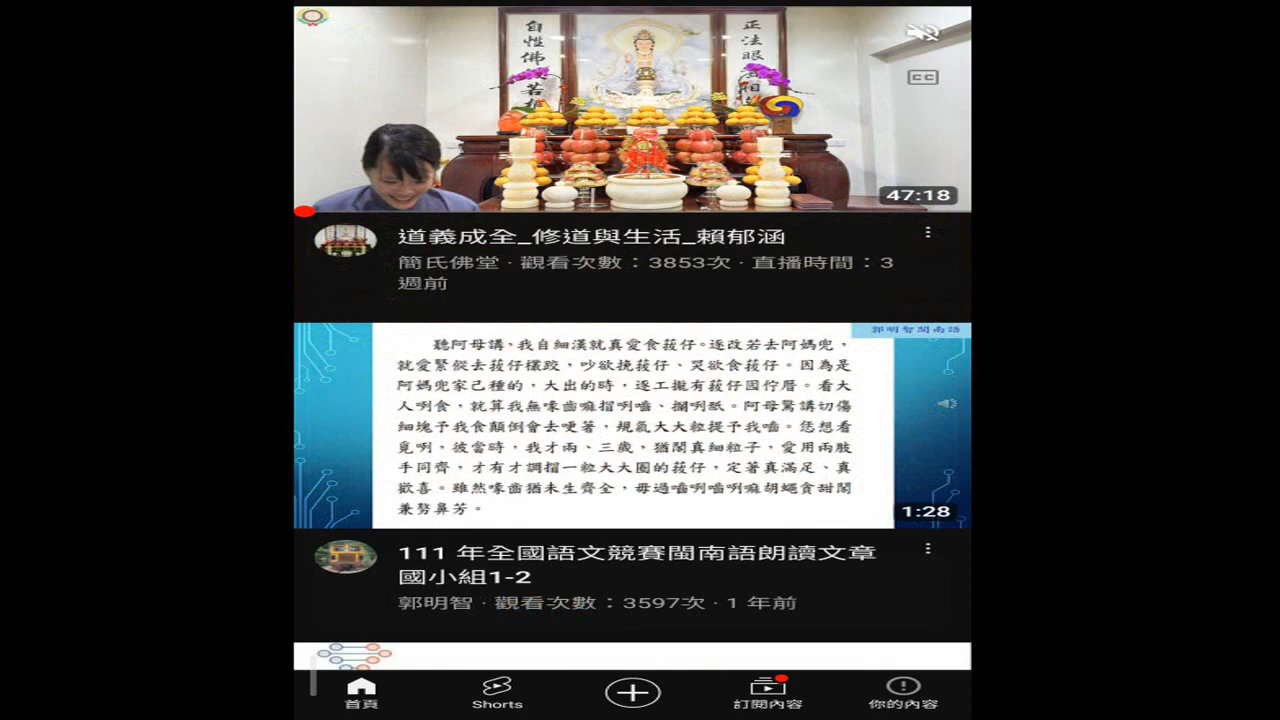 自性佛
正法眼
CC
47:18
道義成全_修道與生活_賴郁涵
簡氏佛堂 · 觀看次數：3853次 · 直播時間：3
週前
郭明智閩南語
聽阿母講，我自細漢就真愛食菝仔。逐改若去阿媽兜，
就愛緊傱去菝仔欉跤，吵欲挽菝仔、哭欲食菝仔。因為是
阿媽兜家己種的，大出的時，逐工攏有菝仔囥佇厝。看大
人咧食，就算我無喙齒嘛摺咧嚙、攔咧舐。阿母驚講切傷
細塊予我食顛倒會去哽著，規氣大大粒提予我嚙。恁想看
覓咧，彼當時，我才兩、三歲，猶閣真細粒子，愛用兩肢
手同齊，才有才調摺一粒大大圈的菝仔，定著真滿足、真
歡喜。雖然喙齒猶未生齊全，毋過嚙咧嚙咧嘛胡蠅貪甜閣
兼芳鼻芳。
1:28
111 年全國語文競賽閩南語朗讀文章
國小組1-2
郭明智 · 觀看次數：3597次 · 1 年前
首頁
Shorts
訂閱內容
你的內容